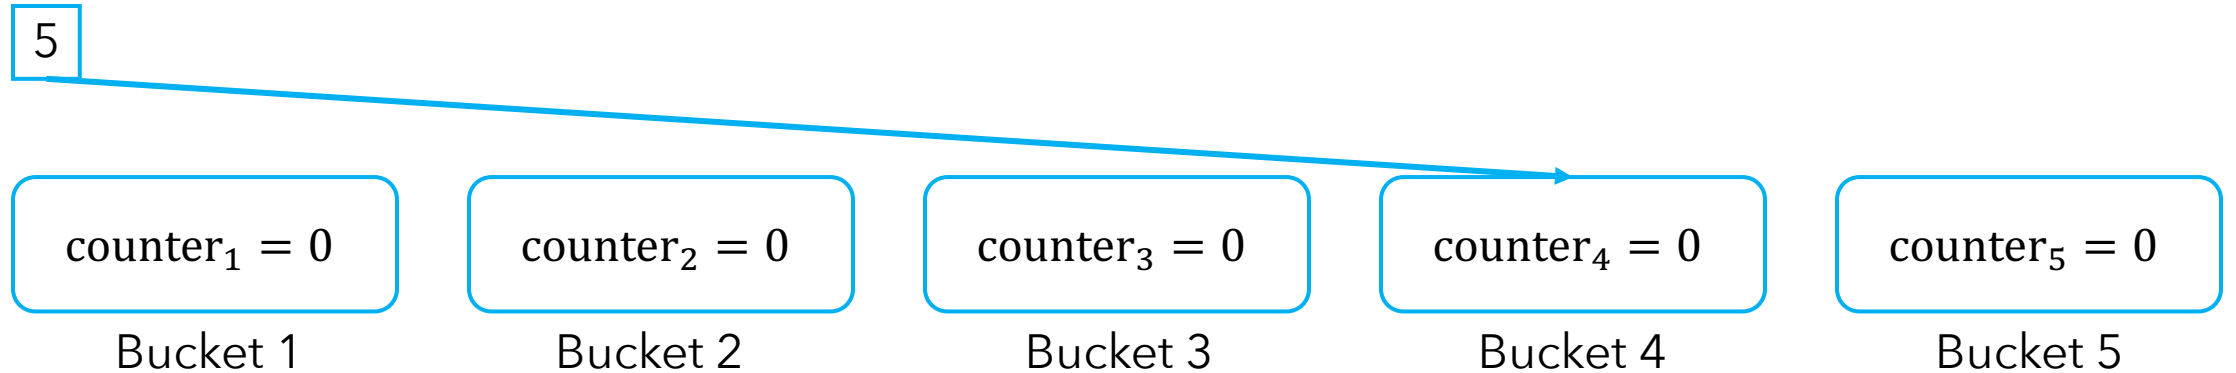 5
counter₁ = 0 counter₂ = 0 counter₃ = 0 counter₄ = 0 counter₅ = 0
Bucket 1 Bucket 2 Bucket 3 Bucket 4 Bucket 5